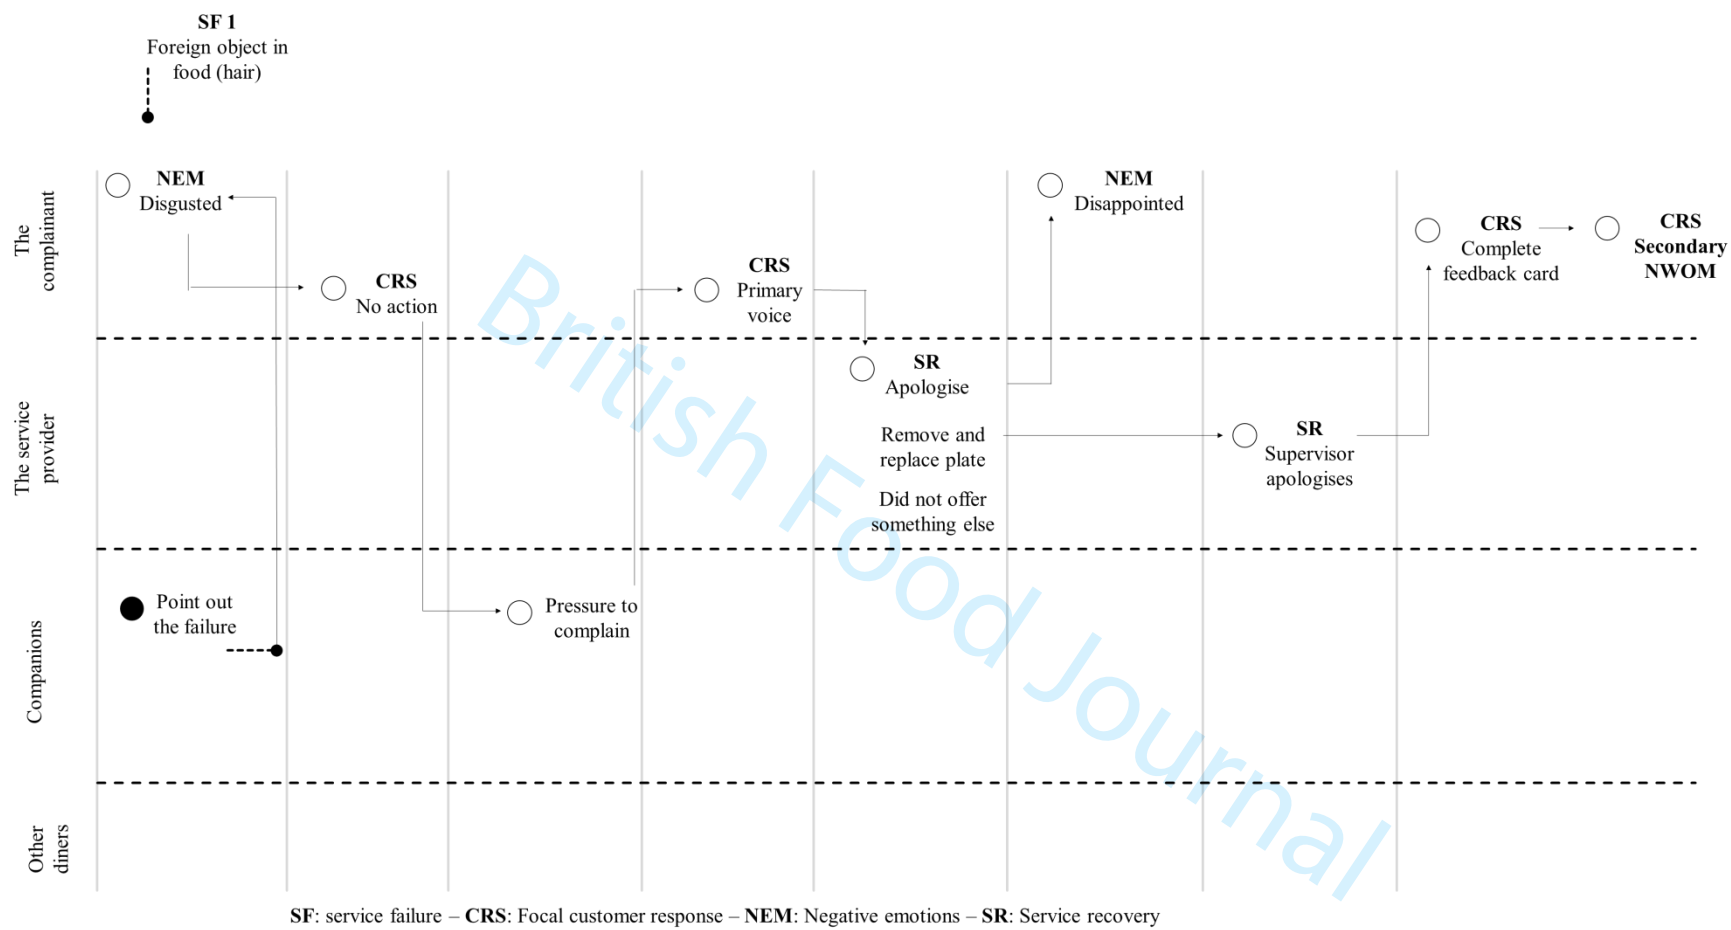 SF 1
Foreign object in
food (hair)
The
complainant
NEM
Disgusted
CRS
No action
CRS
Primary
voice
NEM
Disappointed
CRS
Complete
feedback card
CRS
Secondary
NWOM
The service
provider
SR
Apologise
Remove and
replace plate
Did not offer
something else
SR
Supervisor
apologises
Companions
Point out
the failure
Pressure to
complain
Other
diners
British Food Journal
SF: service failure – CRS: Focal customer response – NEM: Negative emotions – SR: Service recovery